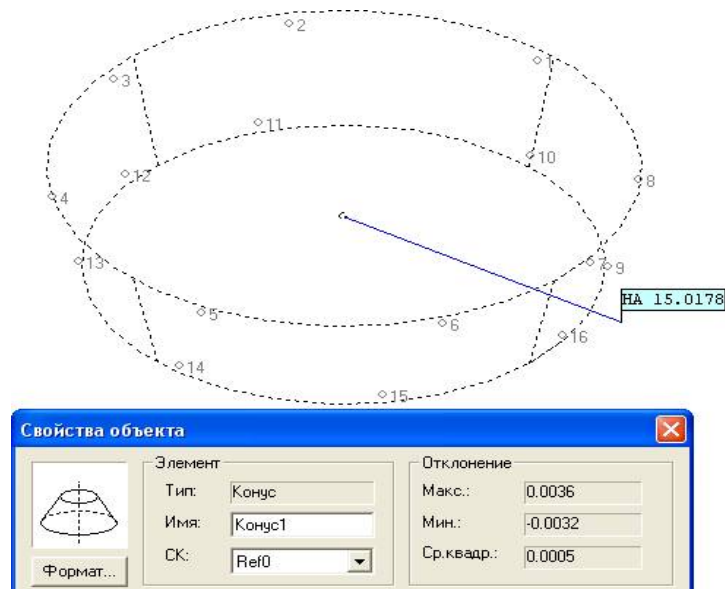 2
1
3
11
10
12
8
4
13
7
9
HA 15.0178
5
6
16
14
15
Свойства объекта
Элемент
Тип: Конус
Имя: Конус1
СК: Ref0
Формат...
Отклонение
Макс.: 0.0036
Мин.: -0.0032
Ср.квадр.: 0.0005